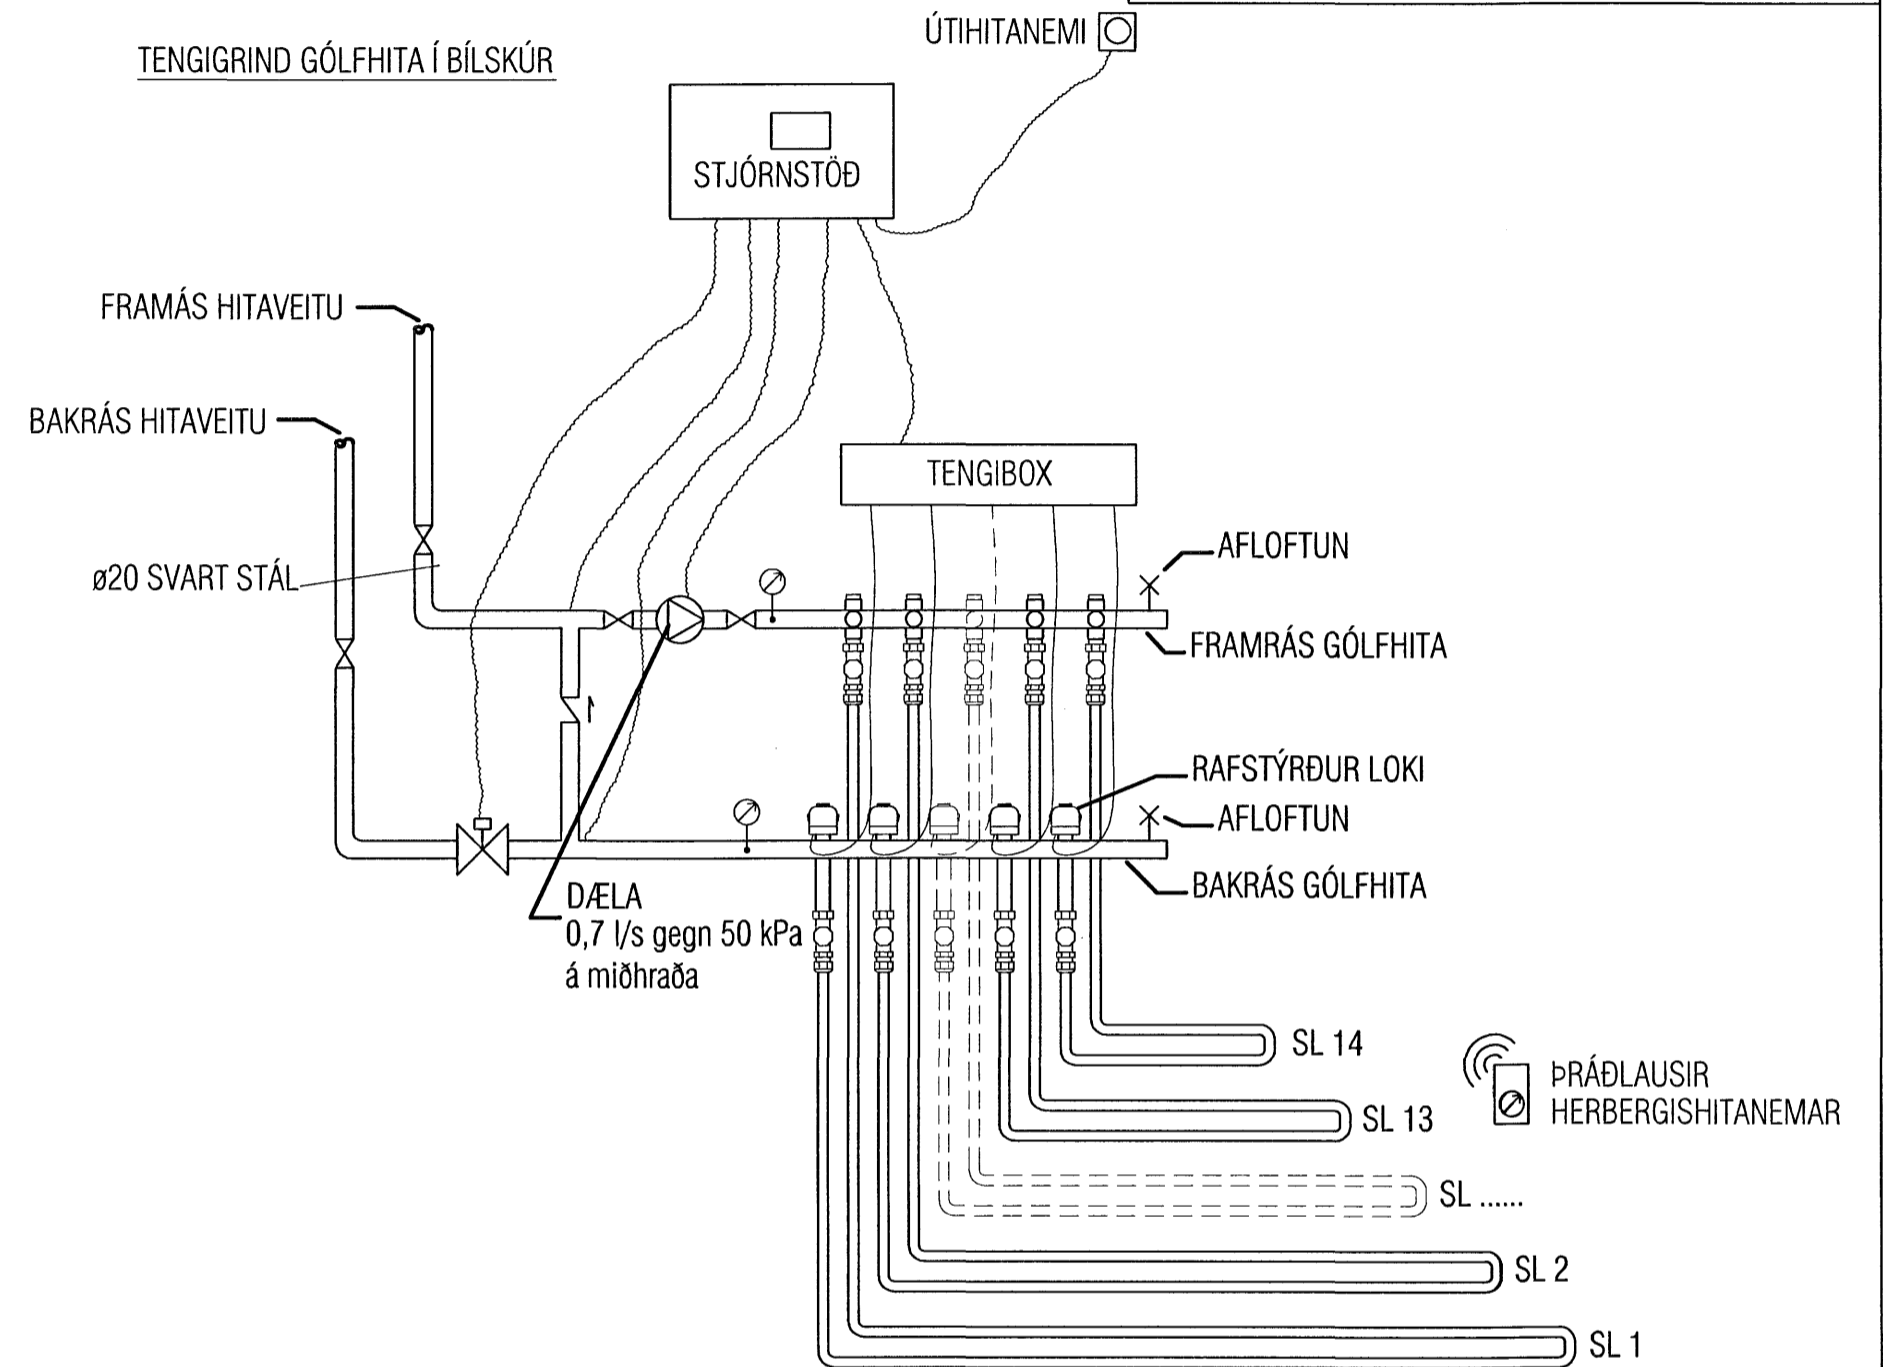 ÚTIHITANEMI
TENGIGRIND GÓLFHITA Í BÍLSKÚR
STJÓRNSTÖÐ
FRAMÁS HITAVEITU
BAKRÁS HITAVEITU
TENGIBOX
AFLOFTUN
ø20 SVART STÁL
FRAMRÁS GÓLFHITA
RAFSTÝRÐUR LOKI
AFLOFTUN
BAKRÁS GÓLFHITA
DÆLA
0,7 l/s gegn 50 kPa
á miðhraða
SL 14
ÞRÁÐLAUSIR
HERBERGISHITANEMAR
SL 13
SL ......
SL 2
SL 1